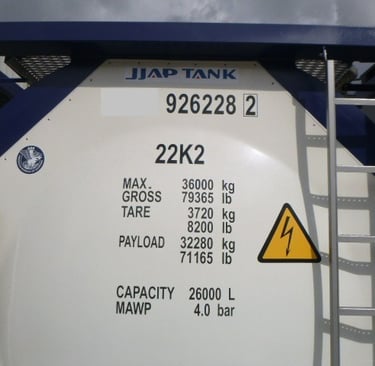 JJAP TANK
926228 2
22K2
MAX. 36000 kg
GROSS 79365 lb
TARE 3720 kg
8200 lb
PAYLOAD 32280 kg
71165 lb
CAPACITY 26000 L
MAWP 4.0 bar